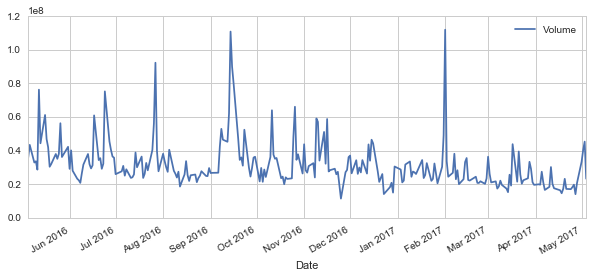 1e8
1.2
1.0
0.8
0.6
0.4
0.2
0.0
Volume
Jun 2016
Jul 2016
Aug 2016
Sep 2016
Oct 2016
Nov 2016
Dec 2016
Jan 2017
Feb 2017
Mar 2017
Apr 2017
May 2017
Date